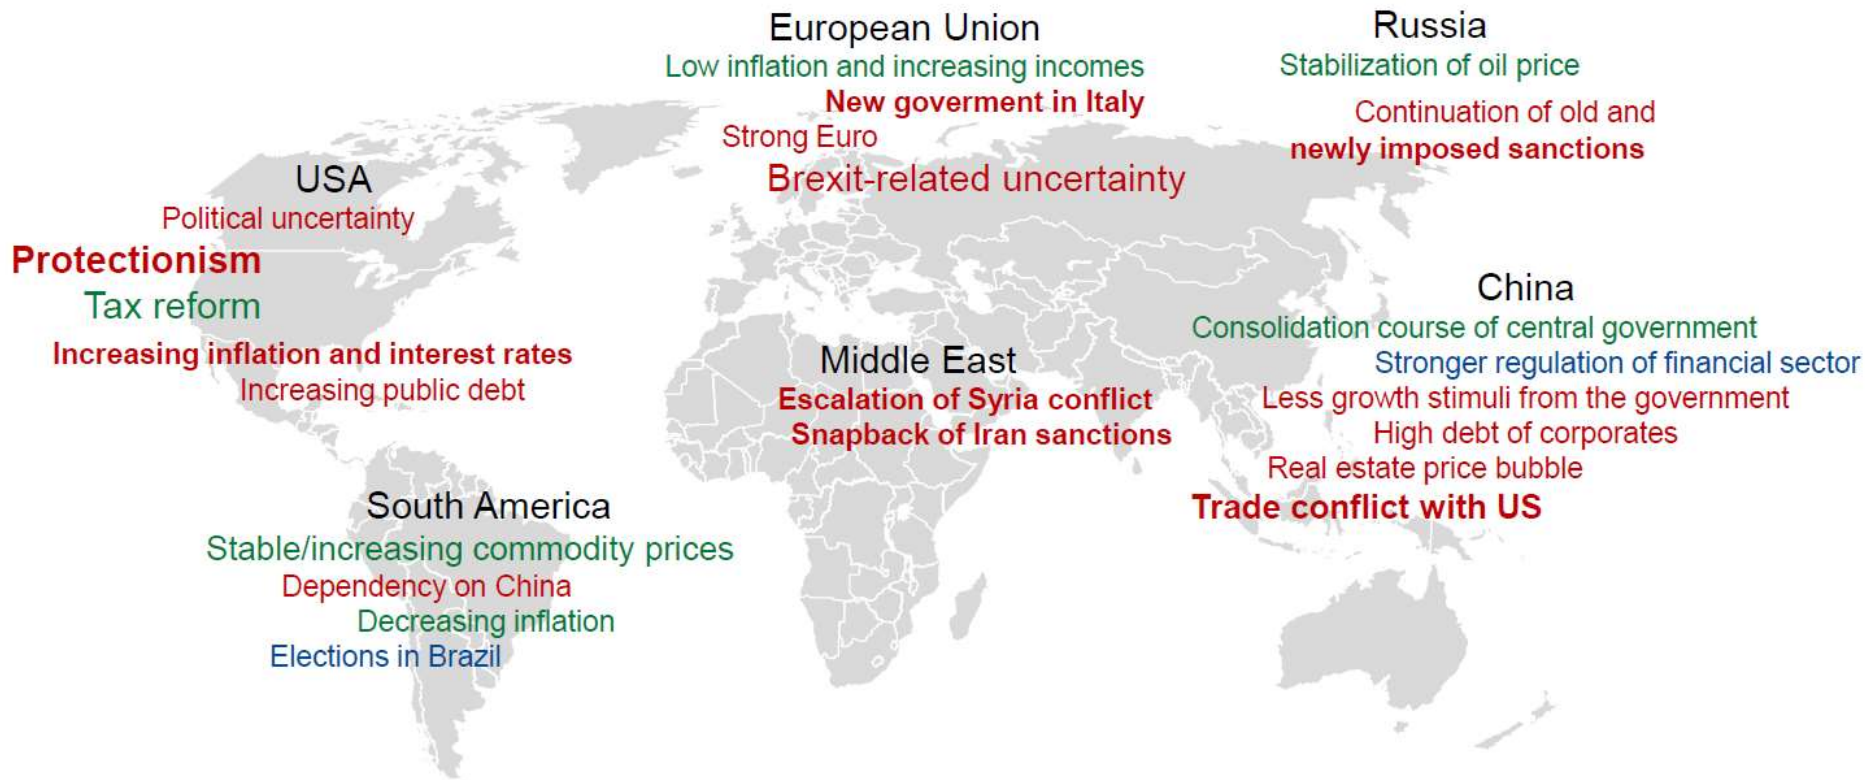 European Union
Low inflation and increasing incomes
New goverment in Italy
Strong Euro
Brexit-related uncertainty
Russia
Stabilization of oil price
Continuation of old and
newly imposed sanctions
USA
Political uncertainty
Protectionism
Tax reform
Increasing inflation and interest rates
Increasing public debt
Middle East
Escalation of Syria conflict
Snapback of Iran sanctions
China
Consolidation course of central government
Stronger regulation of financial sector
Less growth stimuli from the government
High debt of corporates
Real estate price bubble
Trade conflict with US
South America
Stable/increasing commodity prices
Dependency on China
Decreasing inflation
Elections in Brazil